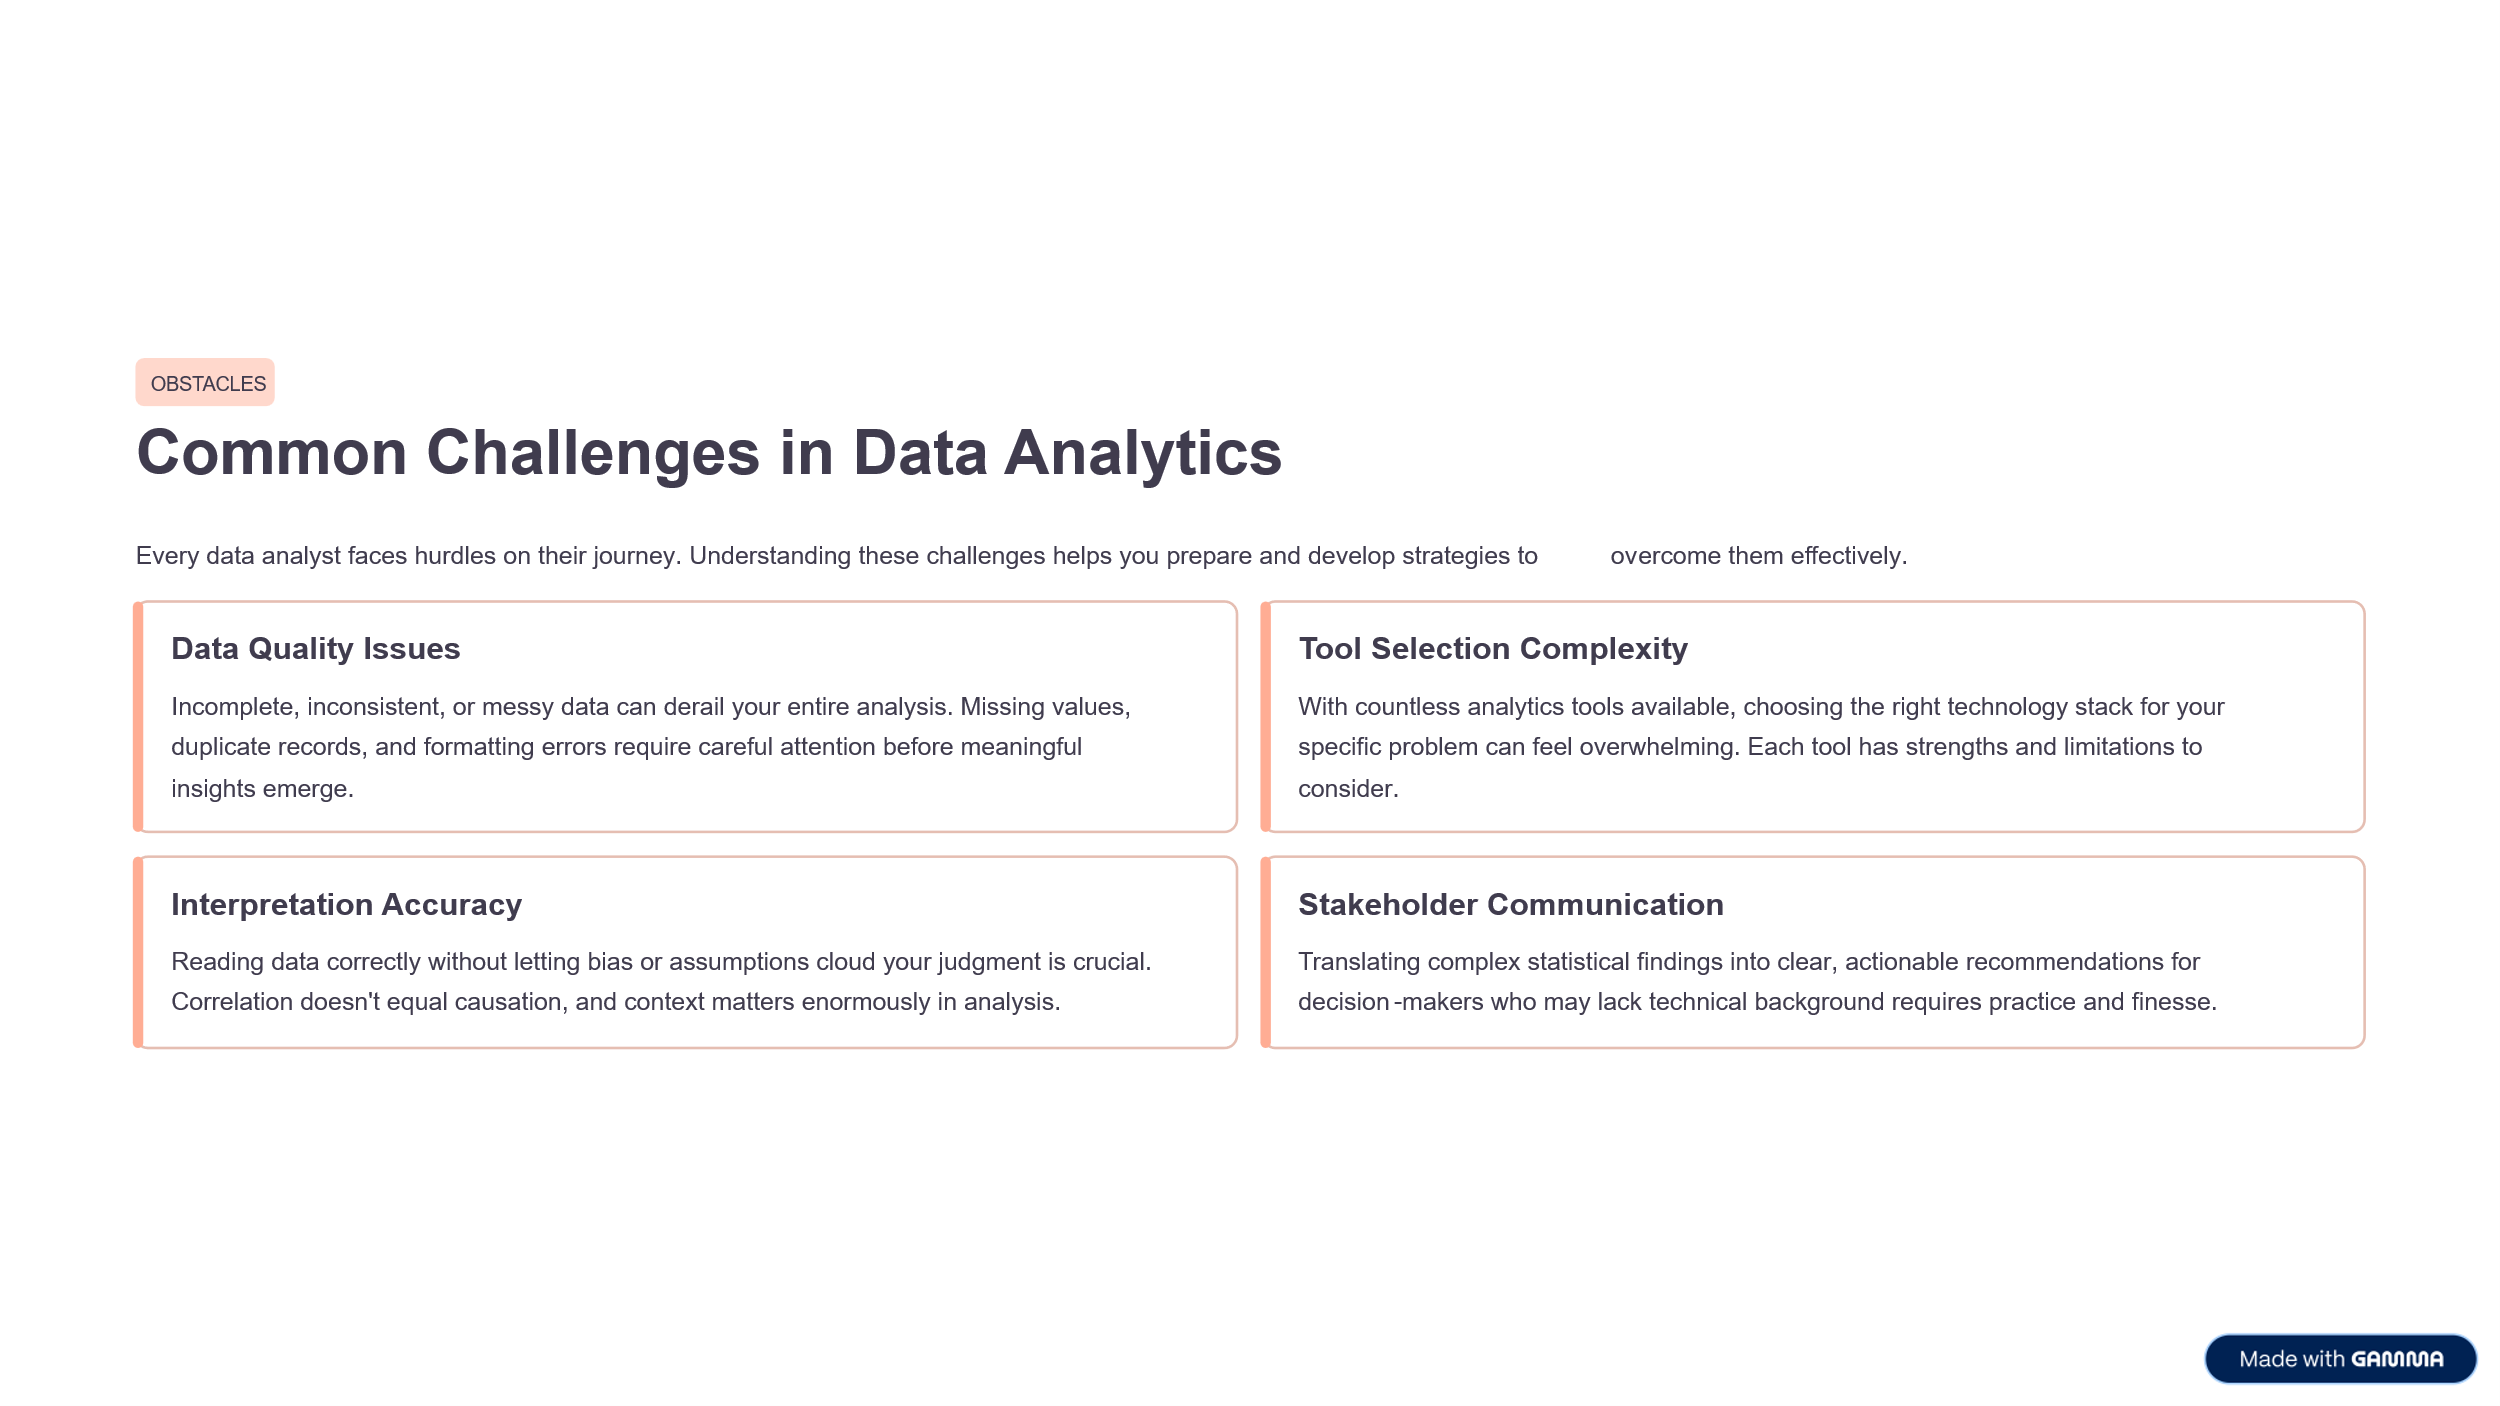 OBSTACLES
Common Challenges in Data Analytics
Every data analyst faces hurdles on their journey. Understanding these challenges helps you prepare and develop strategies to overcome them effectively.
Data Quality Issues
Incomplete, inconsistent, or messy data can derail your entire analysis. Missing values,
duplicate records, and formatting errors require careful attention before meaningful
insights emerge.
Tool Selection Complexity
With countless analytics tools available, choosing the right technology stack for your
specific problem can feel overwhelming. Each tool has strengths and limitations to
consider.
Interpretation Accuracy
Reading data correctly without letting bias or assumptions cloud your judgment is crucial.
Correlation doesn't equal causation, and context matters enormously in analysis.
Stakeholder Communication
Translating complex statistical findings into clear, actionable recommendations for
decision-makers who may lack technical background requires practice and finesse.
Made with GAMMA